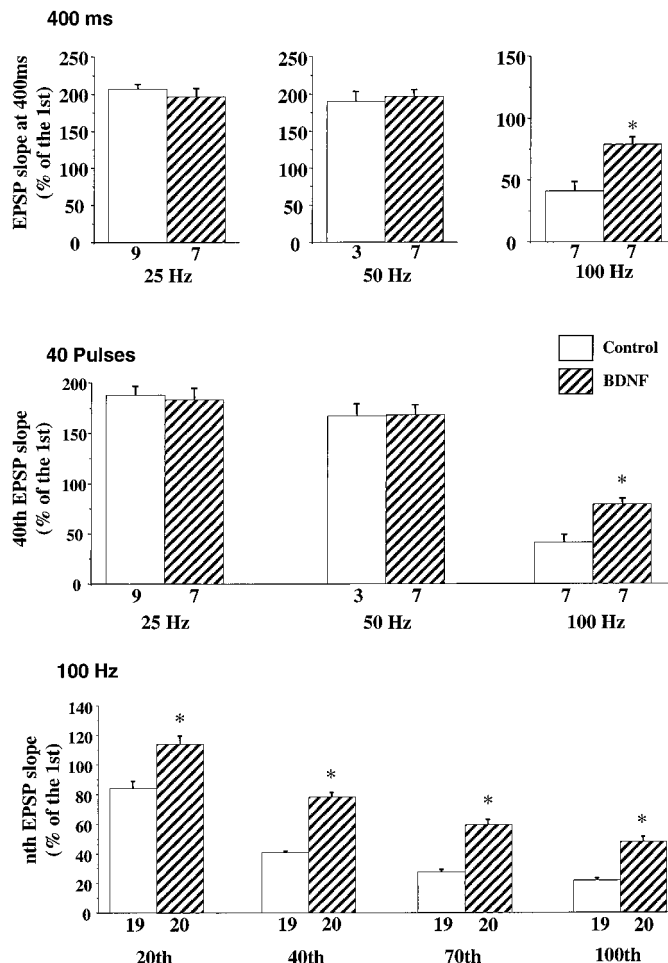 400 ms
EPSP slope at 400ms
(% of the 1st)
250
200
150
100
50
0
9 7
25 Hz
250
200
150
100
50
0
3 7
50 Hz
150
100
50
0
*
7 7
100 Hz
40 Pulses
Control
BDNF
40th EPSP slope
(% of the 1st)
200
150
100
50
0
9 7
25 Hz
3 7
50 Hz
*
7 7
100 Hz
100 Hz
nth EPSP slope
(% of the 1st)
140
120
100
80
60
40
20
0
* * * *
19 20 19 20 19 20 19 20
20th 40th 70th 100th